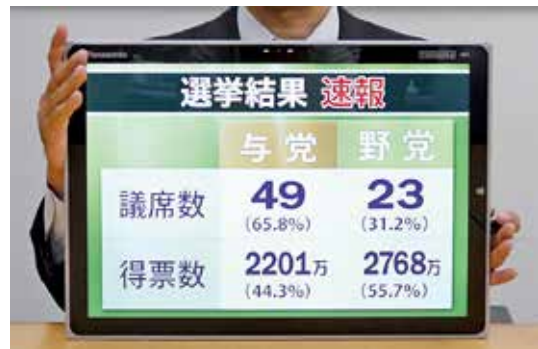 Panasonic
選挙結果 速報
与党 野党
議席数 49 23
(65.8%) (31.2%)
得票数 2201万 2768万
(44.3%) (55.7%)